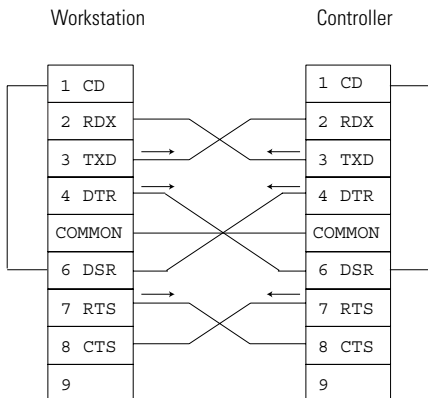 Workstation
Controller
1 CD
2 RDX
3 TXD
4 DTR
COMMON
6 DSR
7 RTS
8 CTS
9
1 CD
2 RDX
3 TXD
4 DTR
COMMON
6 DSR
7 RTS
8 CTS
9